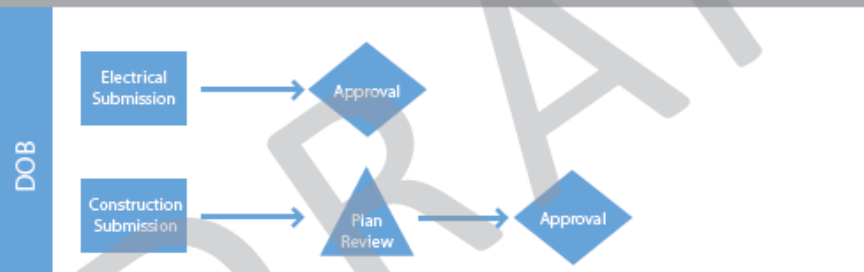 DOB
Electrical
Submission
Approval
Construction
Submission
Plan
Review
Approval